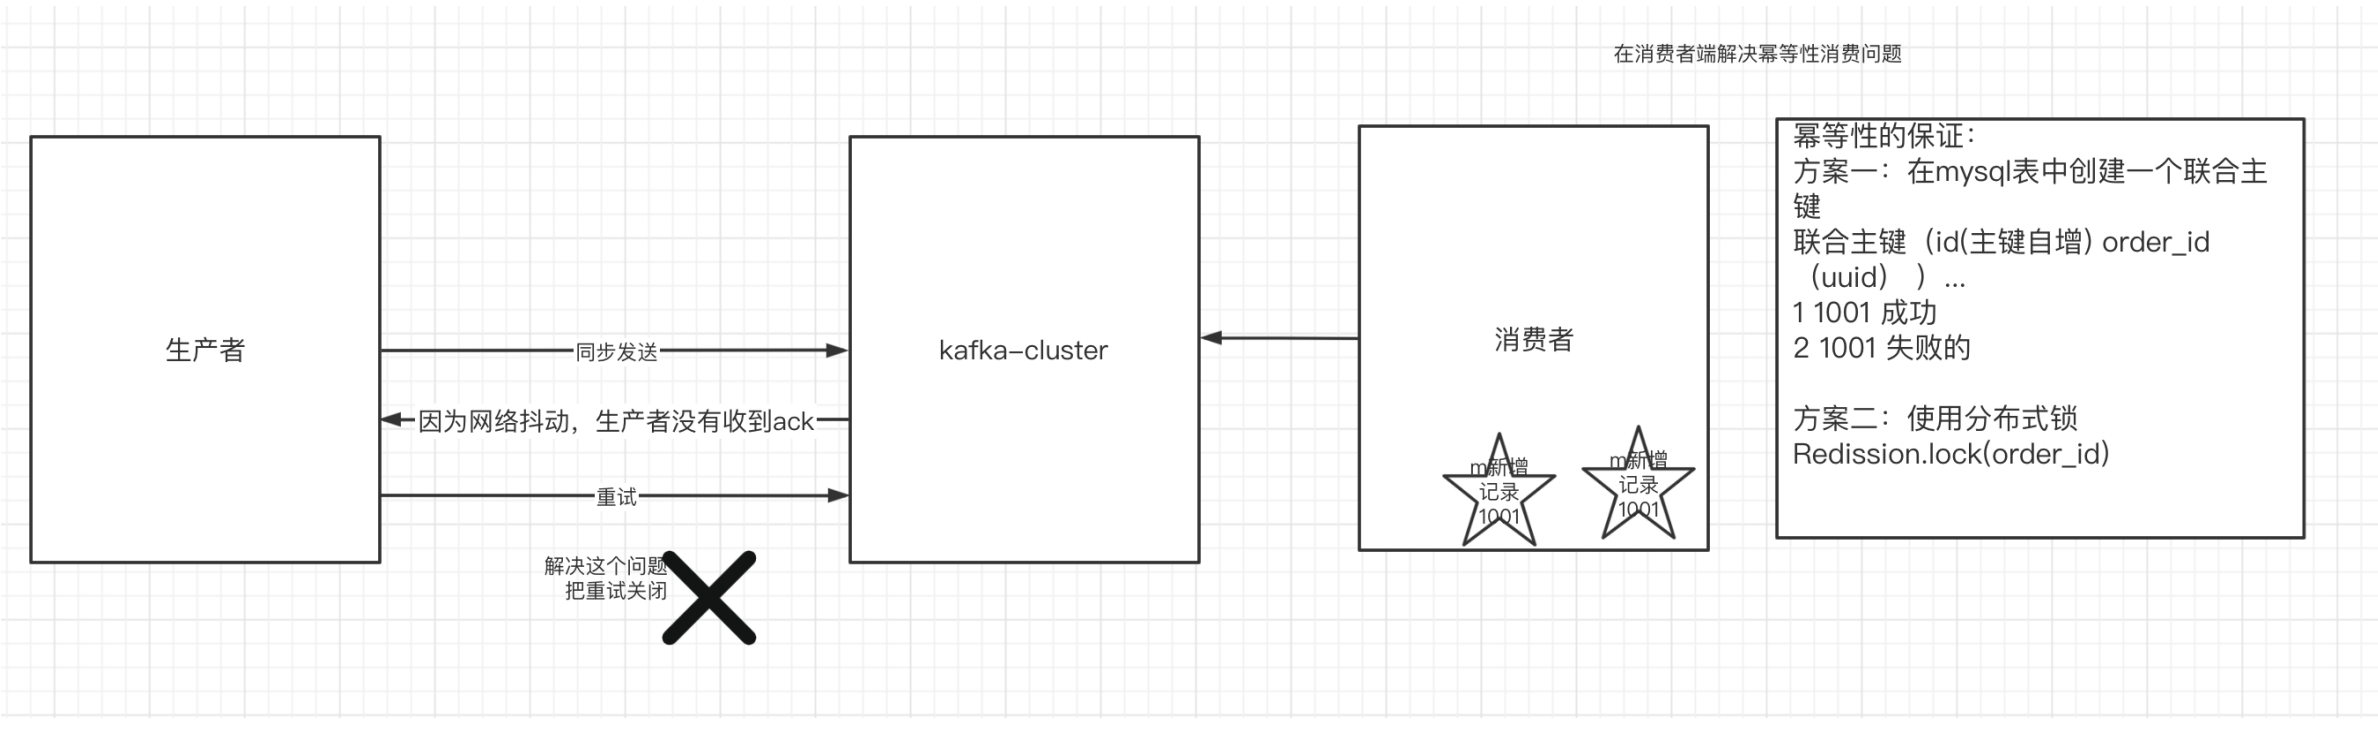 在消费者端解决幂等性消费问题
生产者
同步发送
因为网络抖动，生产者没有收到ack
重试
解决这个问题
把重试关闭
kafka-cluster
消费者
m新增
记录
1001
m新增
记录
1001
幂等性的保证：
方案一：在mysql表中创建一个联合主
键
联合主键（id(主键自增) order_id
（uuid） ）...
1 1001 成功
2 1001 失败的
方案二：使用分布式锁
Redission.lock(order_id)